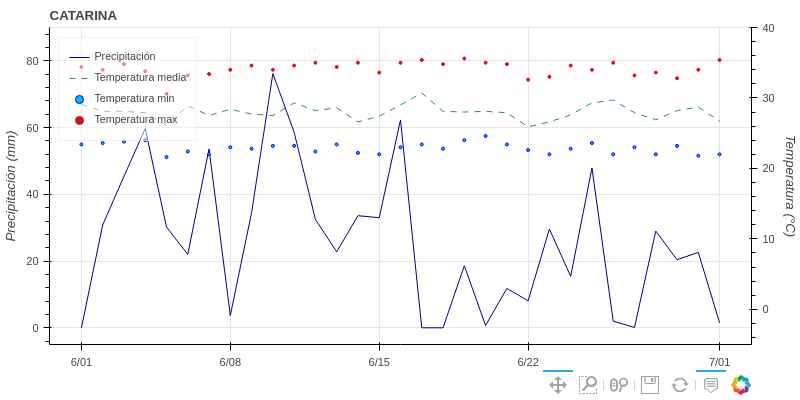 CATARINA
Precipitación
Temperatura media
Temperatura min
Temperatura max
Precipitación (mm)
80
60
40
20
0
40
30
20
10
0
Temperatura (°C)
6/01
6/08
6/15
6/22
7/01